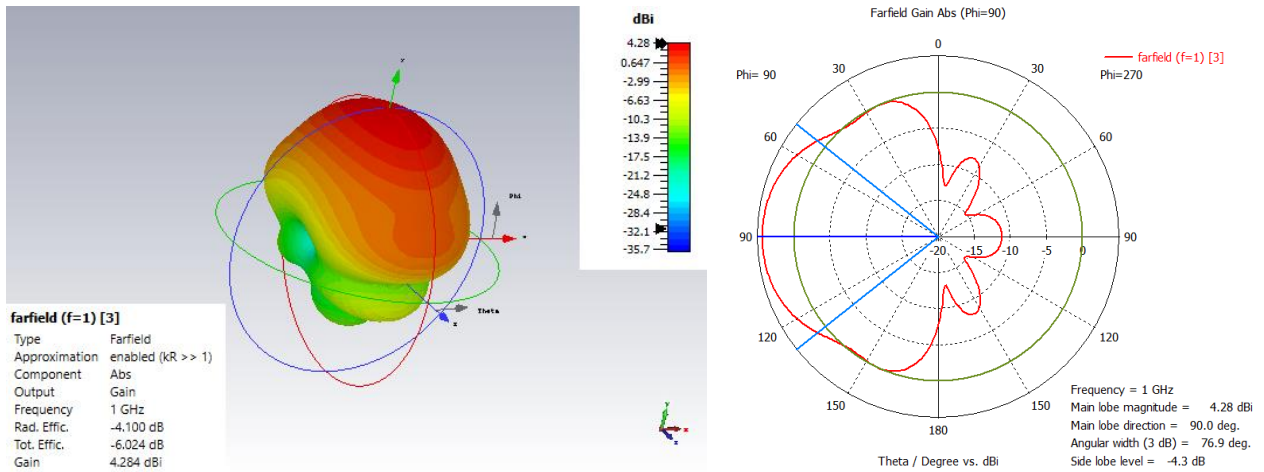 dBi
4.28
0.647
-2.99
-6.63
-10.3
-13.9
-17.5
-21.2
-24.8
-28.4
-32.1
-35.7
Phi
Theta
z
farfield (f=1) [3]
Type Farfield
Approximation enabled (kR >> 1)
Component Abs
Output Gain
Frequency 1 GHz
Rad. Effic. -4.100 dB
Tot. Effic. -6.024 dB
Gain 4.284 dBi
Farfield Gain Abs (Phi=90)
farfield (f=1) [3]
Phi= 90 30 0 30 Phi=270
60 60
90 -20 -15 -10 -5 0 90
120 120
150 150
180
Theta / Degree vs. dBi
Frequency = 1 GHz
Main lobe magnitude = 4.28 dBi
Main lobe direction = 90.0 deg.
Angular width (3 dB) = 76.9 deg.
Side lobe level = -4.3 dB